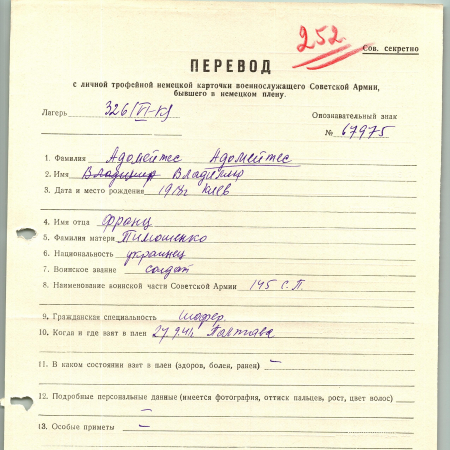 252
Сов. секретно
ПЕРЕВОД
с личной трофейной немецкой карточки военнослужащего Советской Армии,
бывшего в немецком плену.
Лагерь 326/VI-K
Опознавательный знак
№ 67975
1. Фамилия Адомейтес Адомейтес
2. Имя Владимир Владимир
3. Дата и место рождения 1918г Киев
4. Имя отца Франц
5. Фамилия матери Тимошенко
6. Национальность украинец
7. Воинское звание солдат
8. Наименование воинской части Советской Армии 145 с.п.
9. Гражданская специальность шофер.
10. Когда и где взят в плен Полтава
11. В каком состоянии взят в плен (здоров, болен, ранен) —
12. Подробные персональные данные (имеется фотография, оттиск пальцев, рост, цвет волос)
—
13. Особые приметы —